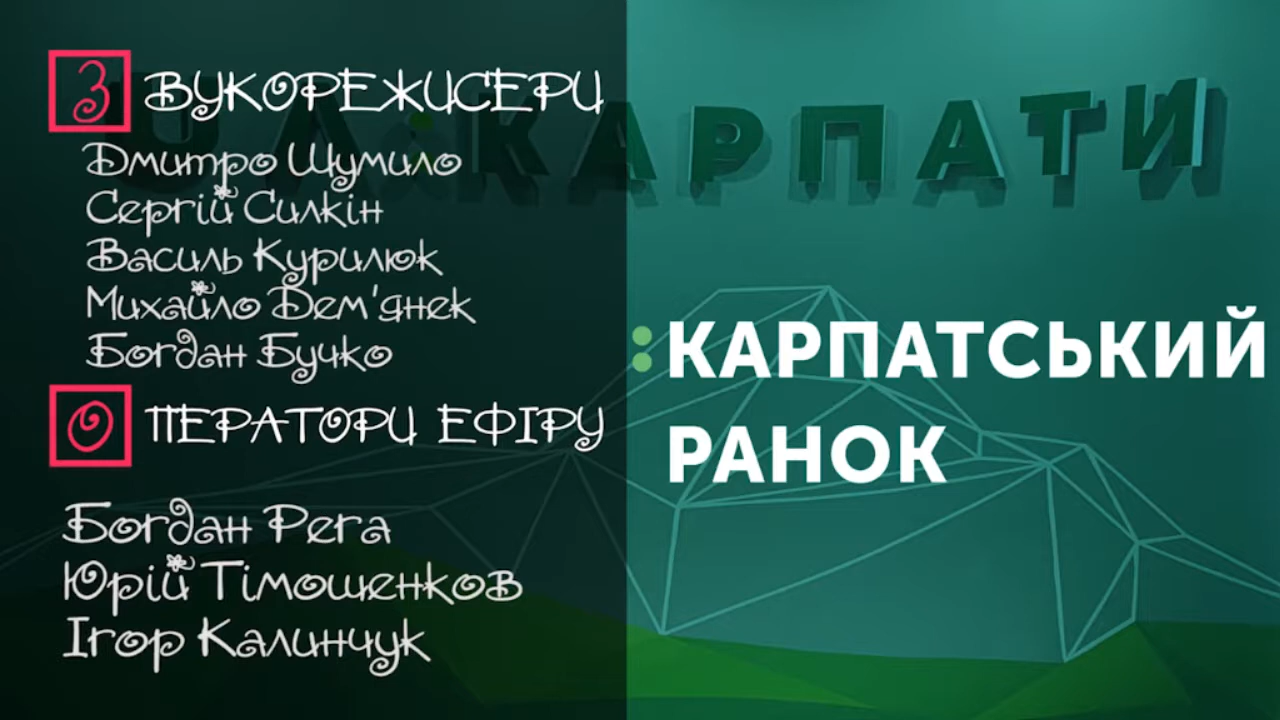 ЗВУКОРЕЖИСЕРИ
Дмитро Шумило
Сергій Силкін
Василь Курилюк
Михайло Дем'янек
Богдан Бучко
ОПЕРАТОРИ ЕФІРУ
Богдан Рега
Юрій Тімошенков
Ігор Калинчук
UA:КАРПАТИ
:КАРПАТСЬКИЙ
РАНОК